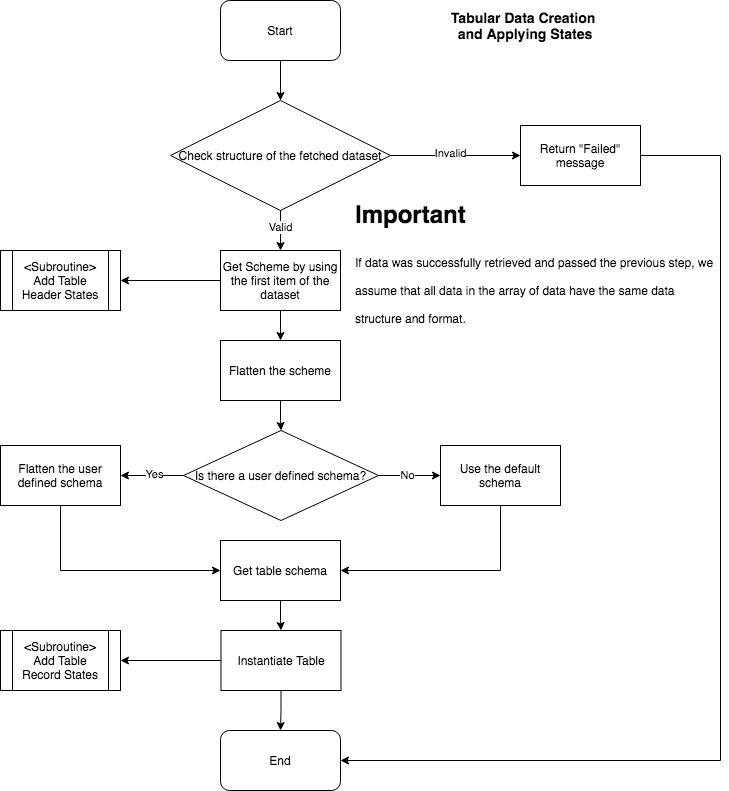 Tabular Data Creation
and Applying States
Start
Check structure of the fetched dataset
Invalid
Return "Failed"
message
Valid
Important
If data was successfully retrieved and passed the previous step, we
assume that all data in the array of data have the same data
structure and format.
<Subroutine>
Add Table
Header States
Get Scheme by using
the first item of the
dataset
Flatten the scheme
Flatten the user
defined schema
Yes
Is there a user defined schema?
No
Use the default
schema
Get table schema
<Subroutine>
Add Table
Record States
Instantiate Table
End